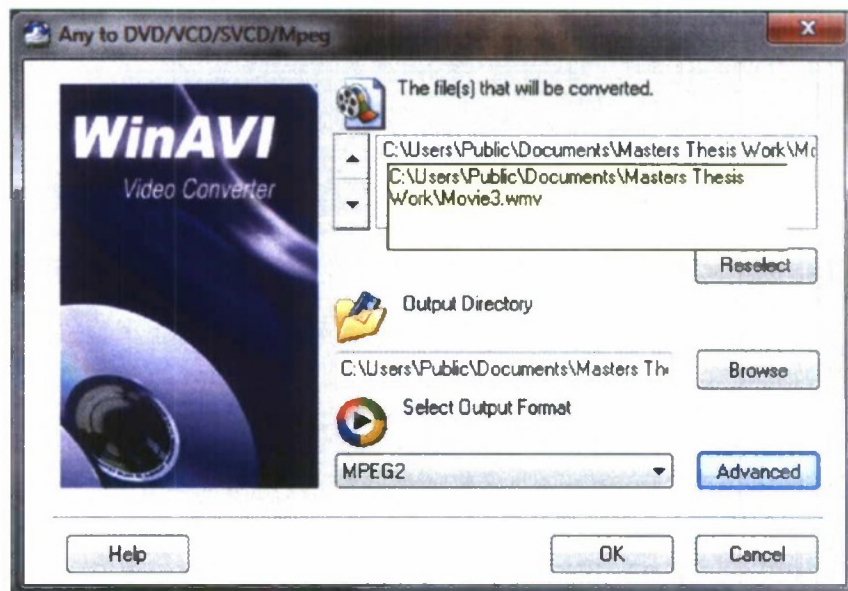 Any to DVD/VCD/SVCD/Mpeg
X
WinAVI
Video Converter
The file(s) that will be converted.
C:\Users\Public\Documents\Masters Thesis Work\Mo
C:\Users\Public\Documents\Masters Thesis
Work\Movie3.wmv
Reselect
Output Directory
C:\Users\Public\Documents\Masters The
Browse
Select Output Format
MPEG2
Advanced
Help
OK
Cancel